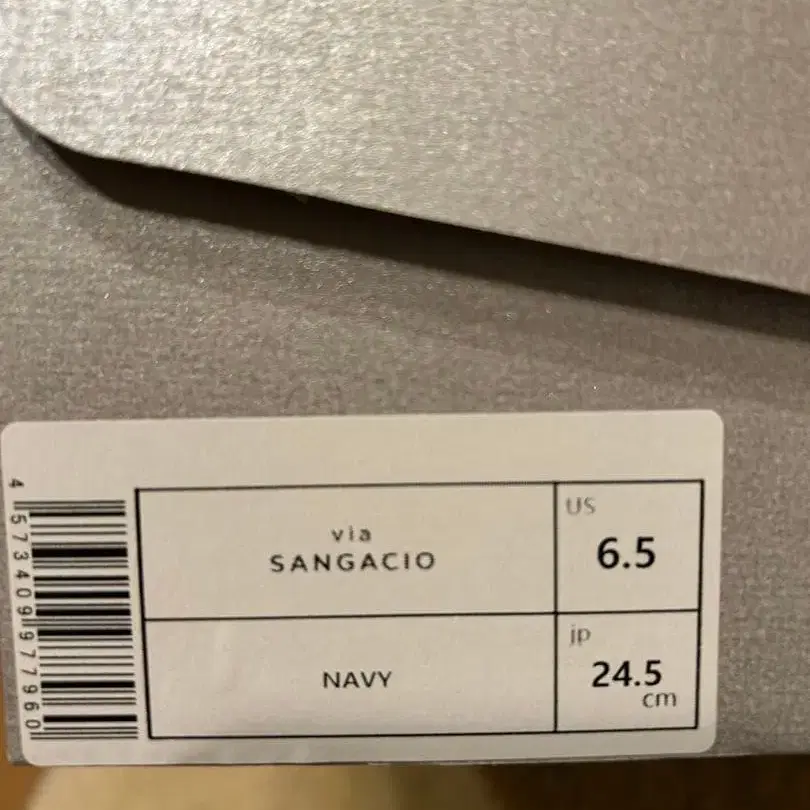 4573409977960
via
SANGACIO
US
6.5
NAVY
jp
24.5
cm